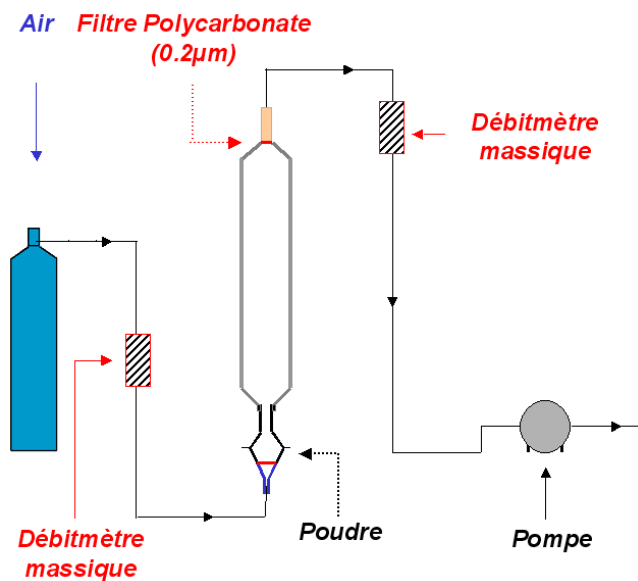 Air
Filtre Polycarbonate
(0.2µm)
Débitmètre
massique
Débitmètre
massique
Poudre
Pompe